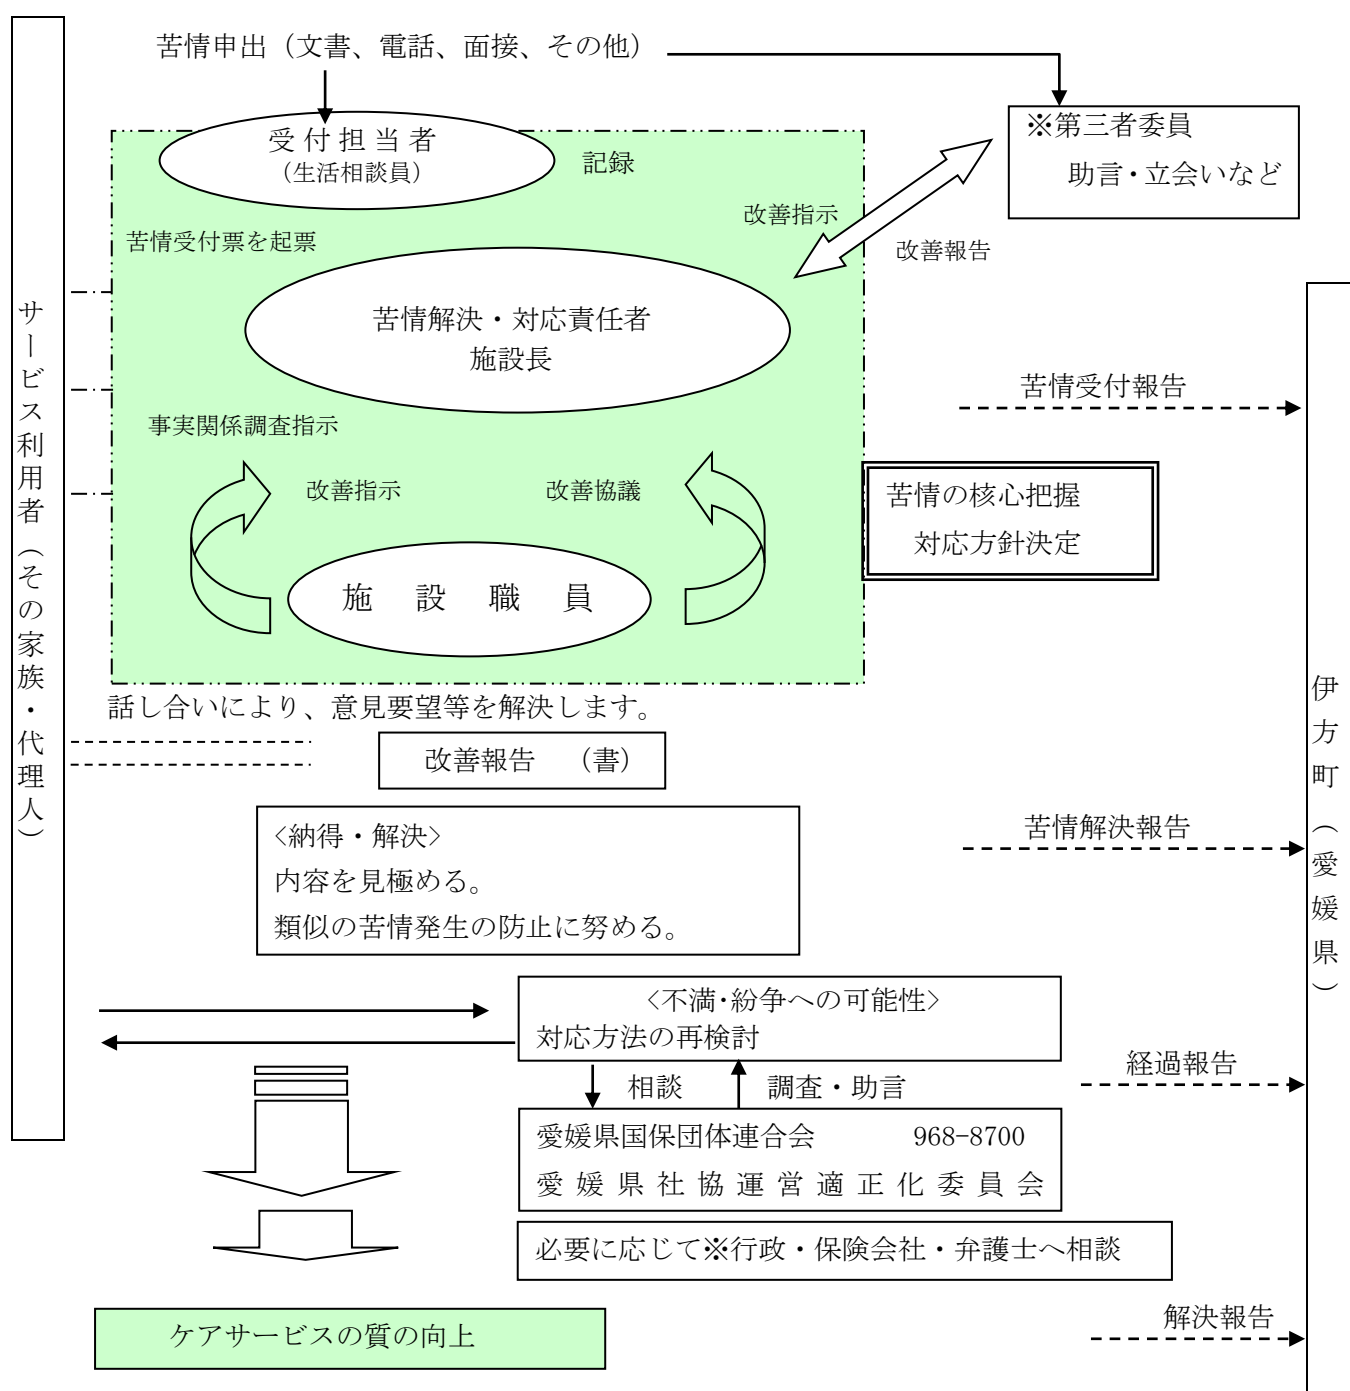 苦情申出（文書、電話、面接、その他）
受付担当者
（生活相談員）
記録
※第三者委員
助言・立会いなど
改善指示
改善報告
苦情受付票を起票
苦情解決・対応責任者
施設長
サービス利用者（その家族・代理人）
苦情受付報告
事実関係調査指示
改善指示
改善協議
苦情の核心把握
対応方針決定
施設職員
話し合いにより、意見要望等を解決します。
改善報告　（書）
伊方町（愛媛県）
<納得・解決>
内容を見極める。
類似の苦情発生の防止に努める。
苦情解決報告
<不満・紛争への可能性>
対応方法の再検討
経過報告
相談
調査・助言
愛媛県国保団体連合会　968-8700
愛媛県社協運営適正化委員会
必要に応じて※行政・保険会社・弁護士へ相談
解決報告
ケアサービスの質の向上